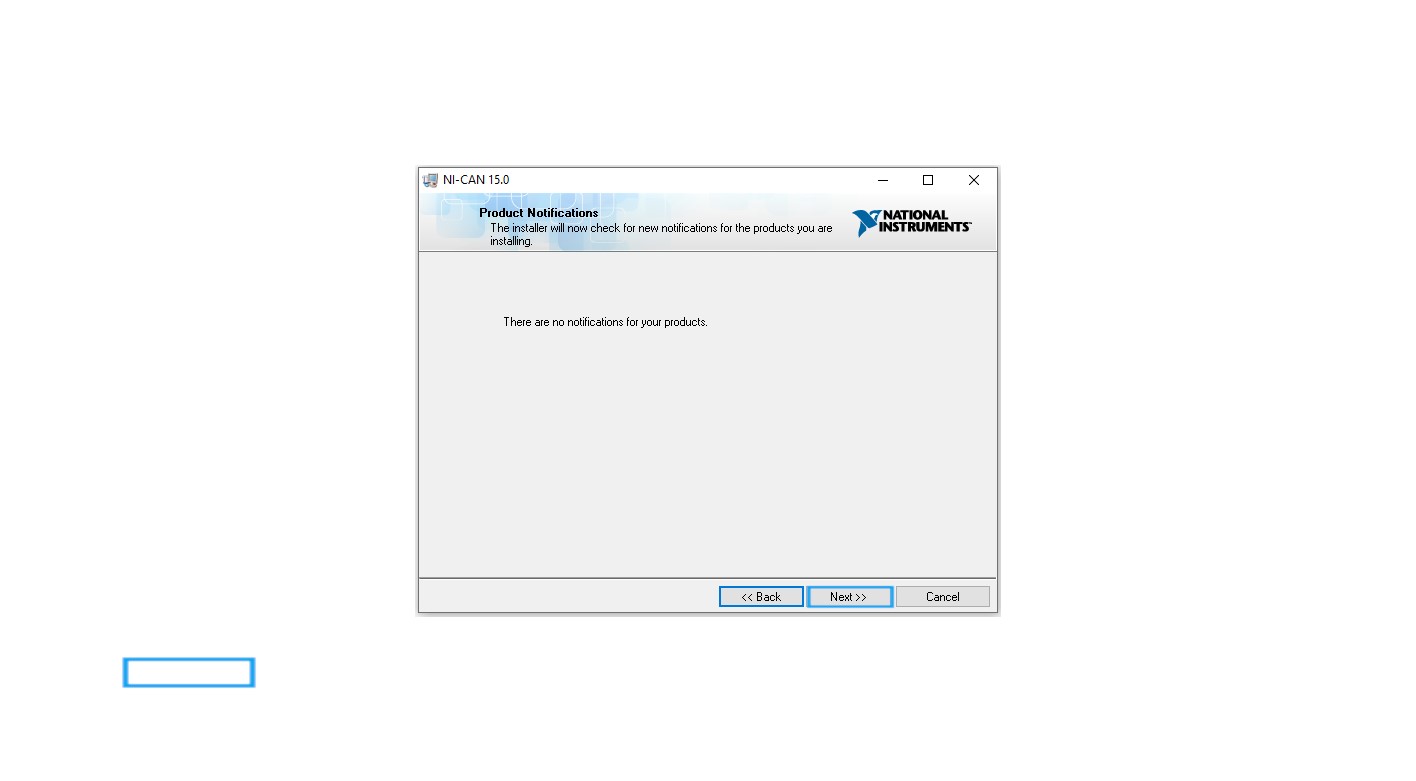 NI-CAN 15.0
Product Notifications
The installer will now check for new notifications for the products you are
installing.
NATIONAL
INSTRUMENTS™
There are no notifications for your products.
<< Back
Next >>
Cancel